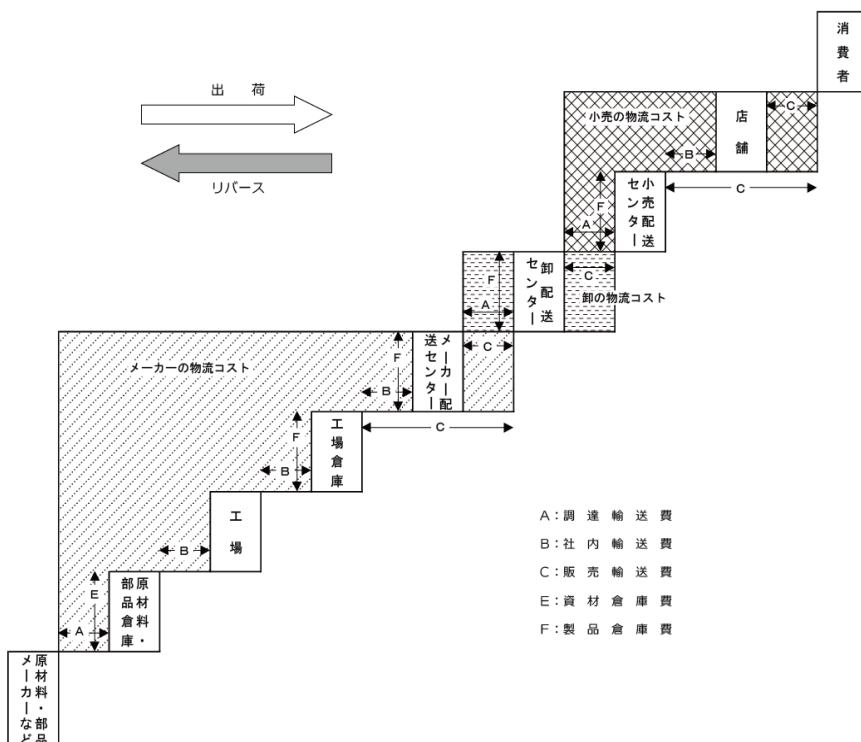 消費者
出荷
小売の物流コスト
C
店舗
B
リバース
C
F
小売配送
センター
A
F
卸配送
センター
C
A
卸の物流コスト
メーカーの物流コスト
F
メーカー配
送センター
C
B
F
工場倉庫
C
B
工場
A:調達輸送費
B:社内輸送費
C:販売輸送費
E:資材倉庫費
F:製品倉庫費
B
E
原材料・
部品倉庫
A
原材料・部品
メーカーなど